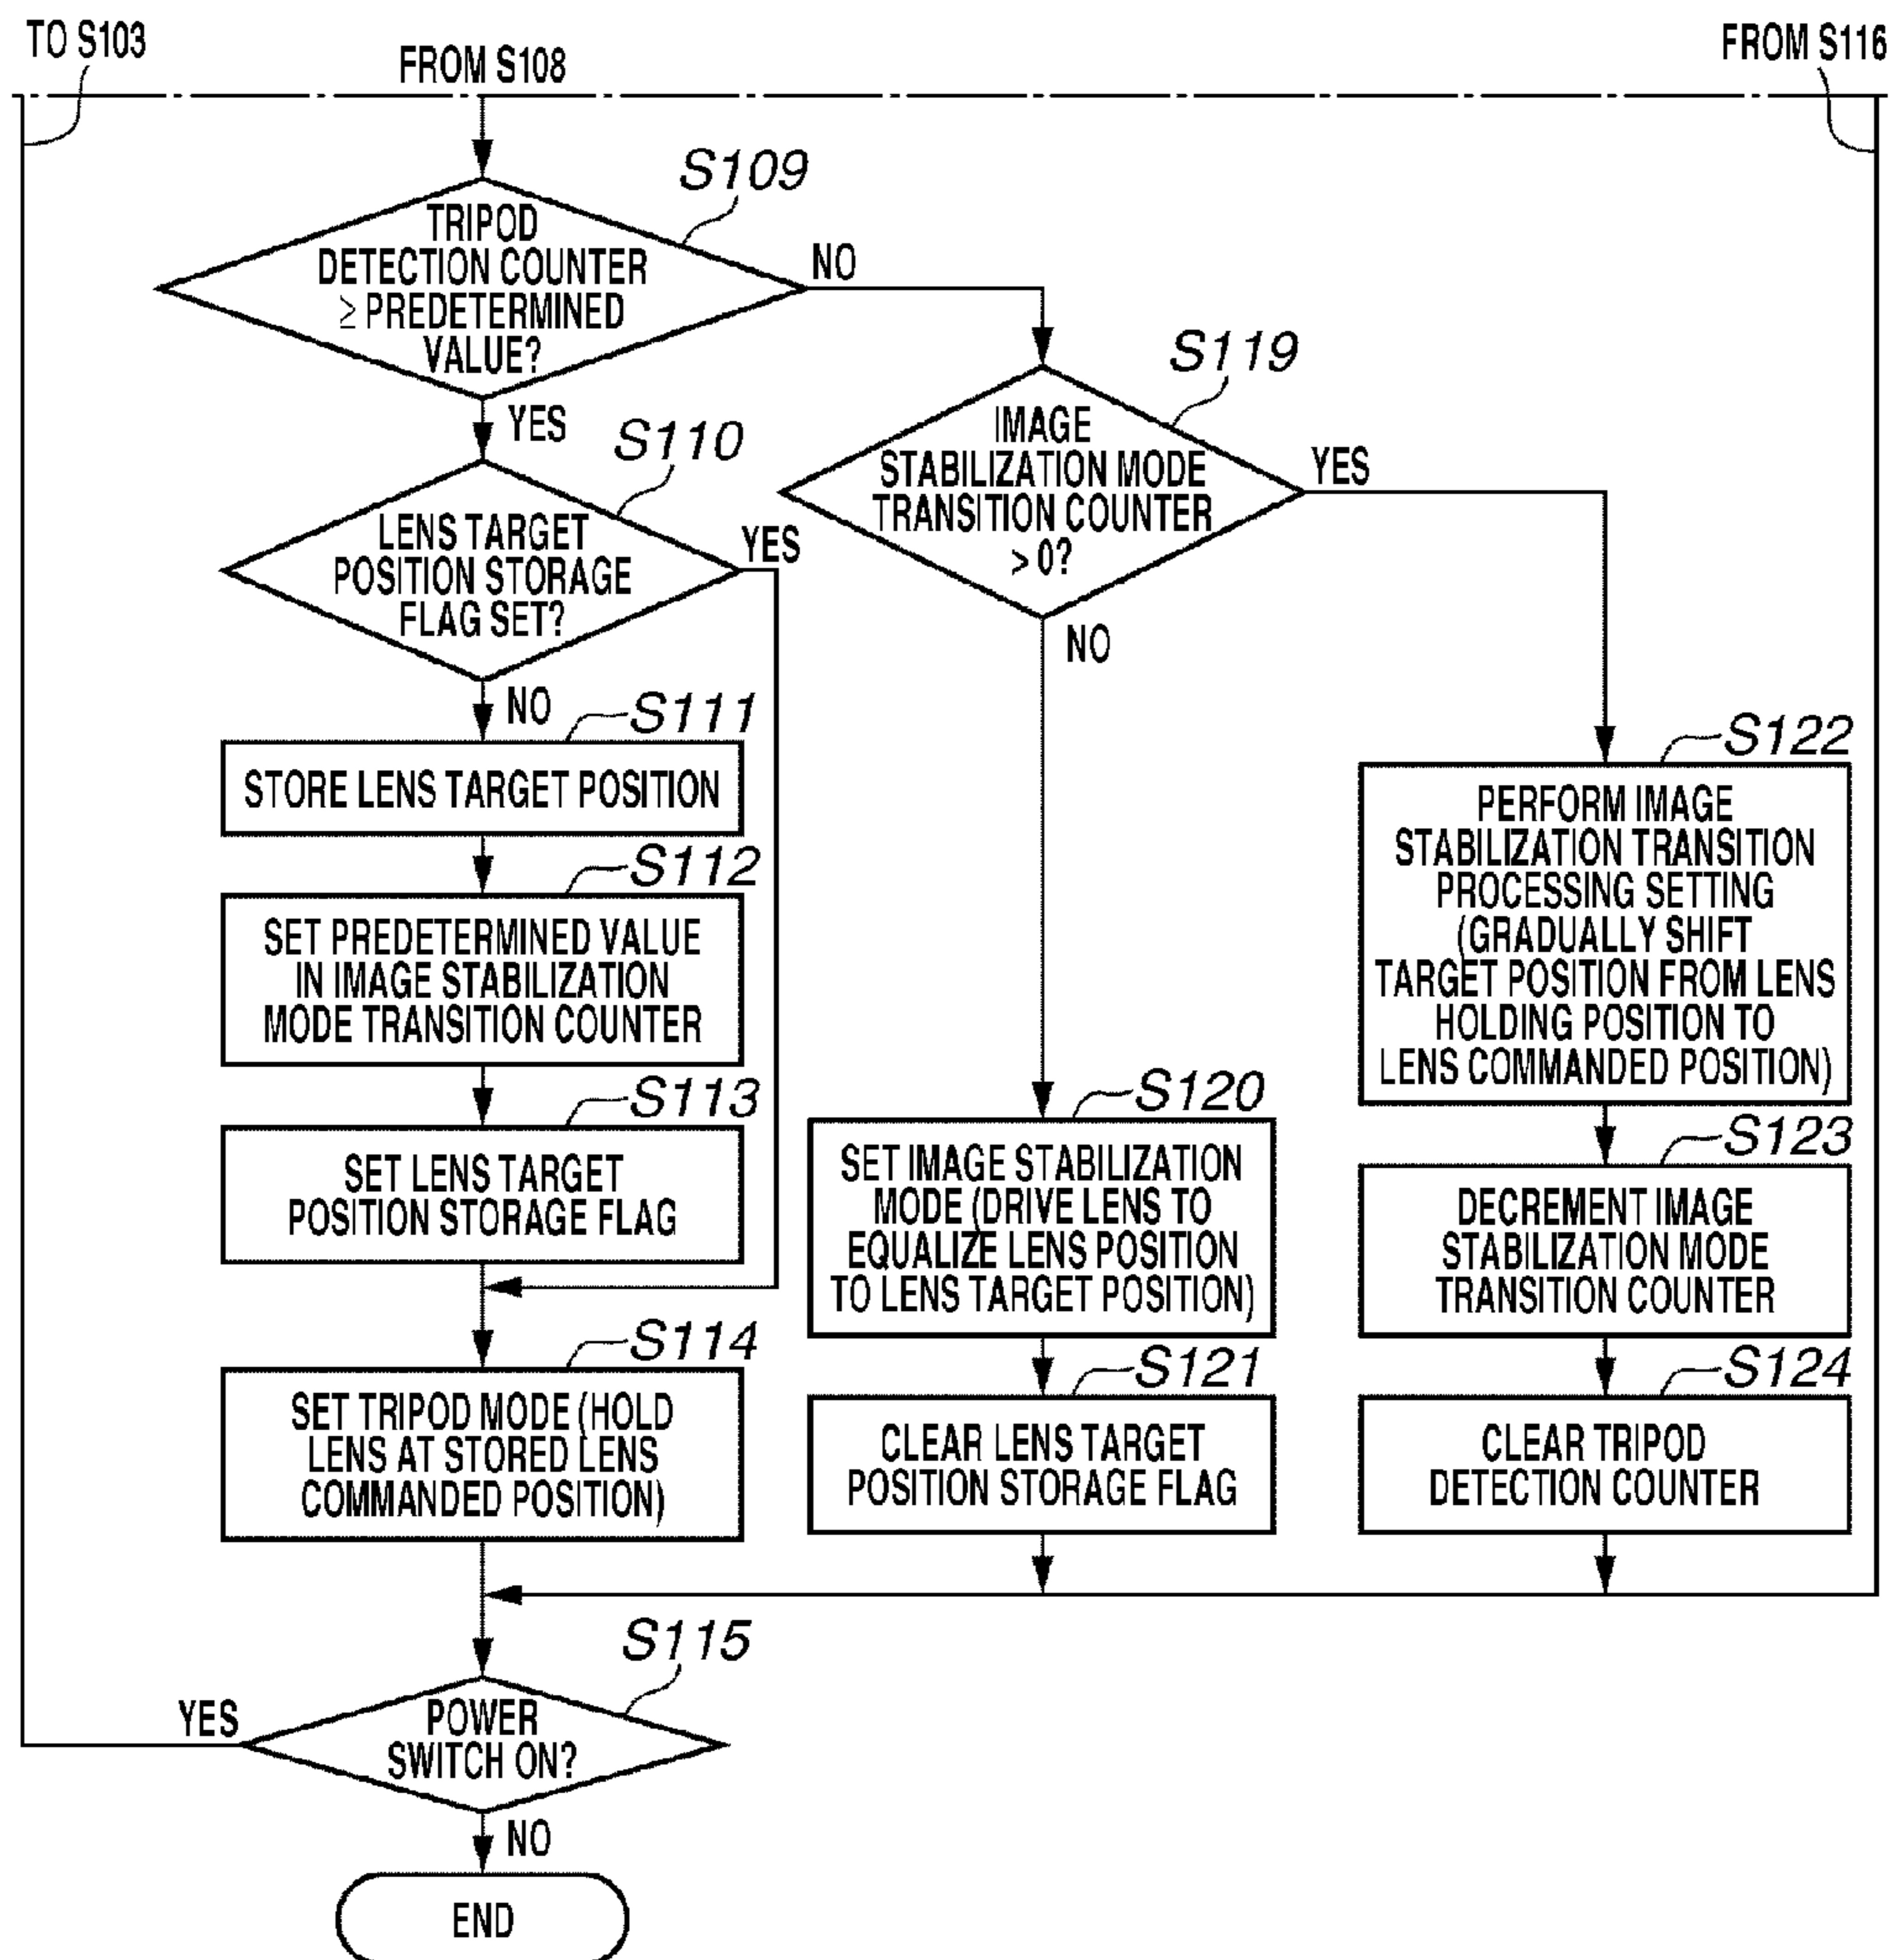 TO S103
FROM S108
FROM S116
S109
TRIPOD
DETECTION COUNTER
≥ PREDETERMINED
VALUE?
NO
YES
S119
IMAGE
STABILIZATION MODE
TRANSITION COUNTER
> 0?
YES
NO
S110
LENS TARGET
POSITION STORAGE
FLAG SET?
YES
NO
S111
STORE LENS TARGET POSITION
S112
SET PREDETERMINED VALUE
IN IMAGE STABILIZATION
MODE TRANSITION COUNTER
S113
SET LENS TARGET
POSITION STORAGE FLAG
S114
SET TRIPOD MODE (HOLD
LENS AT STORED LENS
COMMANDED POSITION)
S120
SET IMAGE STABILIZATION
MODE (DRIVE LENS TO
EQUALIZE LENS POSITION
TO LENS TARGET POSITION)
S121
CLEAR LENS TARGET
POSITION STORAGE FLAG
S122
PERFORM IMAGE
STABILIZATION TRANSITION
PROCESSING SETTING
(GRADUALLY SHIFT
TARGET POSITION FROM LENS
HOLDING POSITION TO
LENS COMMANDED POSITION)
S123
DECREMENT IMAGE
STABILIZATION MODE
TRANSITION COUNTER
S124
CLEAR TRIPOD
DETECTION COUNTER
S115
POWER
SWITCH ON?
YES
NO
END